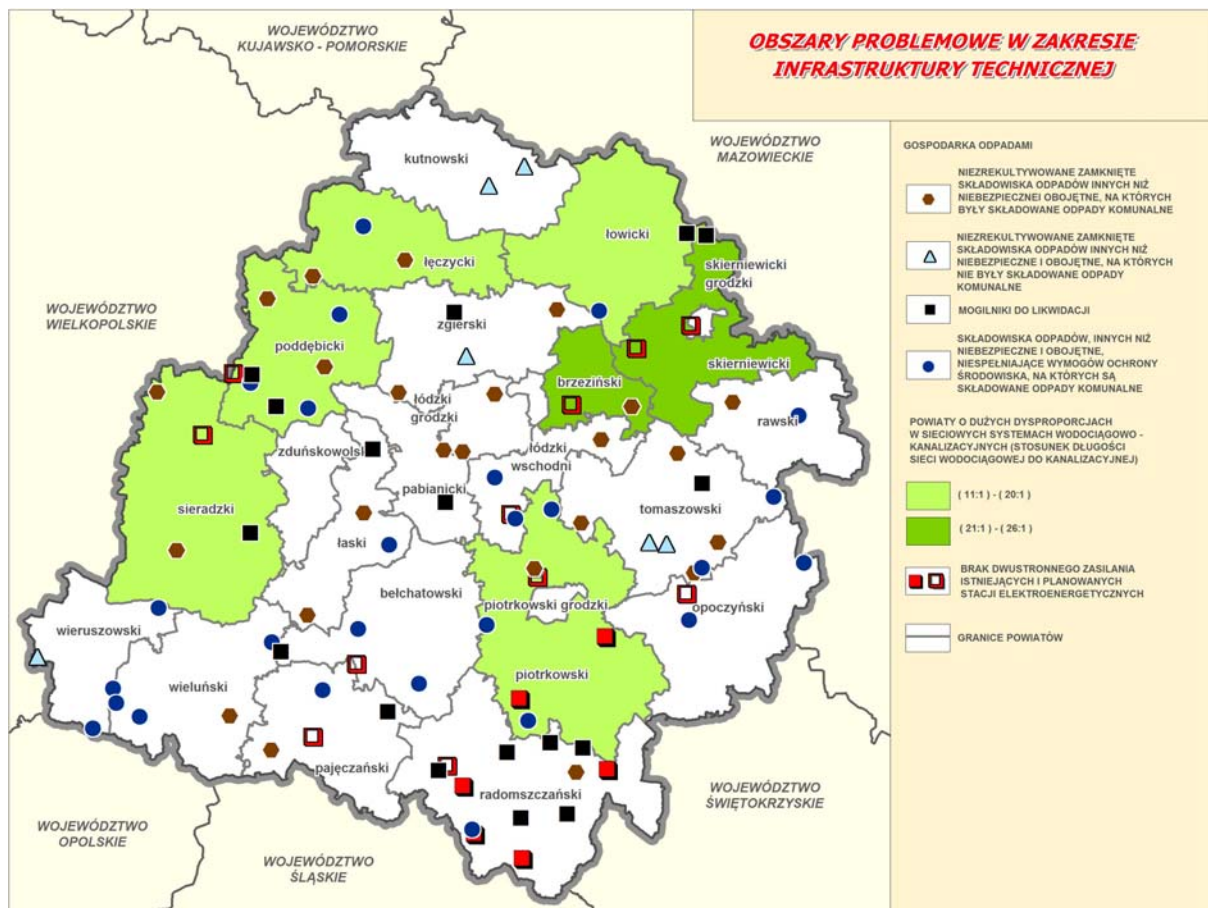 OBSZARY PROBLEMOWE W ZAKRESIE
INFRASTRUKTURY TECHNICZNEJ
WOJEWÓDZTWO
KUJAWSKO - POMORSKIE
WOJEWÓDZTWO
MAZOWIECKIE
WOJEWÓDZTWO
WIELKOPOLSKIE
WOJEWÓDZTWO
ŚWIĘTOKRZYSKIE
WOJEWÓDZTWO
OPOLSKIE
WOJEWÓDZTWO
ŚLĄSKIE
kutnowski
łowicki
łęczycki
skierniewicki
grodzki
zgierski
poddębicki
skierniewicki
brzeziński
łódzki
grodzki
rawski
zduńskowolsl
łódzki
wschodni
pabianicki
sieradzki
tomaszowski
łaski
bełchatowski
piotrkowski grodzki
opoczyński
wieruszowski
piotrkowski
wieluński
pajęczański
radomszczański
GOSPODARKA ODPADAMI
NIEZREKULTYWOWANE ZAMKNIĘTE
SKŁADOWISKA ODPADÓW INNYCH NIŻ
NIEBEZPIECZNEI OBOJĘTNE, NA KTÓRYCH
BYŁY SKŁADOWANE ODPADY KOMUNALNE
NIEZREKULTYWOWANE ZAMKNIĘTE
SKŁADOWISKA ODPADÓW INNYCH NIŻ
NIEBEZPIECZNE I OBOJĘTNE, NA KTÓRYCH
NIE BYŁY SKŁADOWANE ODPADY
KOMUNALNE
MOGILNIKI DO LIKWIDACJI
SKŁADOWISKA ODPADÓW, INNYCH NIŻ
NIEBEZPIECZNE I OBOJĘTNE,
NIESPEŁNIAJĄCE WYMOGÓW OCHRONY
ŚRODOWISKA, NA KTÓRYCH SĄ
SKŁADOWANE ODPADY KOMUNALNE
POWIATY O DUŻYCH DYSPROPORCJACH
W SIECIOWYCH SYSTEMACH WODOCIĄGOWO -
KANALIZACYJNYCH (STOSUNEK DŁUGOŚCI
SIECI WODOCIĄGOWEJ DO KANALIZACYJNEJ)
( 11:1 ) - ( 20:1 )
( 21:1 ) - ( 26:1 )
BRAK DWUSTRONNEGO ZASILANIA
ISTNIEJĄCYCH I PLANOWANYCH
STACJI ELEKTROENERGETYCZNYCH
GRANICE POWIATÓW